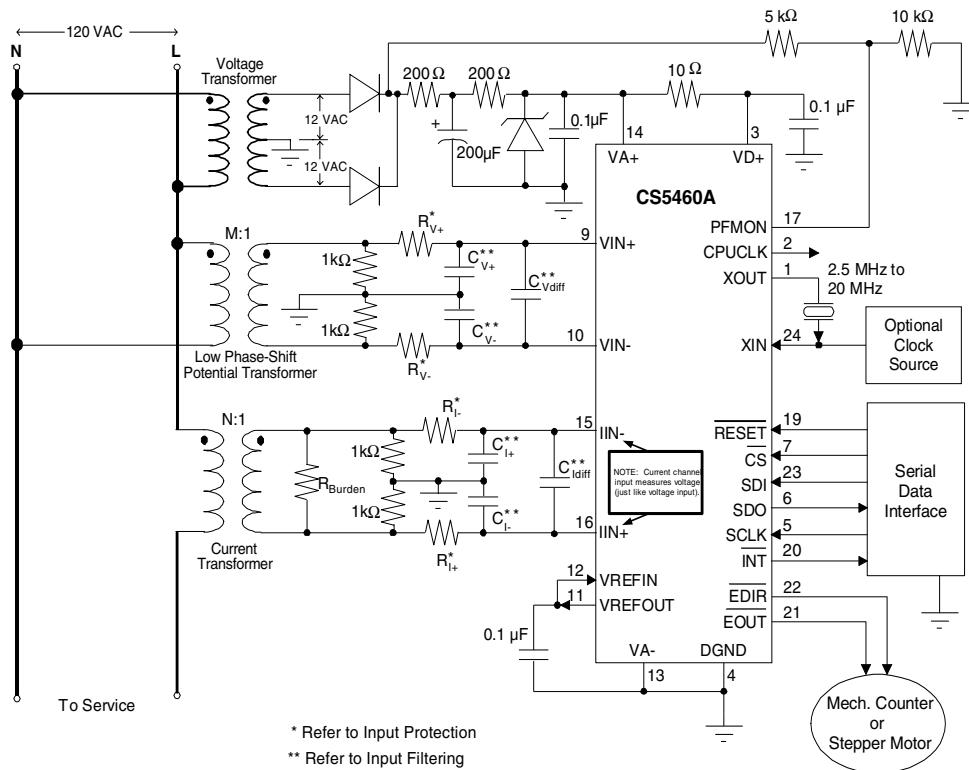 120 VAC
N
L
5 kΩ
10 kΩ
Voltage
Transformer
200Ω
200Ω
10Ω
12 VAC
12 VAC
+
200µF
0.1µF
0.1 µF
14
VA+
3
VD+
CS5460A
M:1
Low Phase-Shift
Potential Transformer
1kΩ
1kΩ
R*V+
R*V-
C**V+
C**V-
C**Vdiff
9
VIN+
10
VIN-
PFMON
17
CPUCLK
2
XOUT
1
2.5 MHz to
20 MHz
XIN
24
Optional
Clock
Source
N:1
Current
Transformer
RBurden
1kΩ
1kΩ
R*I-
R*I+
C**I+
C**I-
C**Idiff
15
IIN-
NOTE: Current channel
input measures voltage
(just like voltage input).
16
IIN+
RESET
19
CS
7
SDI
23
SDO
6
SCLK
5
INT
20
Serial
Data
Interface
12
VREFIN
11
VREFOUT
0.1 µF
EDIR
22
EOUT
21
VA-
13
DGND
4
Mech. Counter
or
Stepper Motor
To Service
* Refer to Input Protection
** Refer to Input Filtering